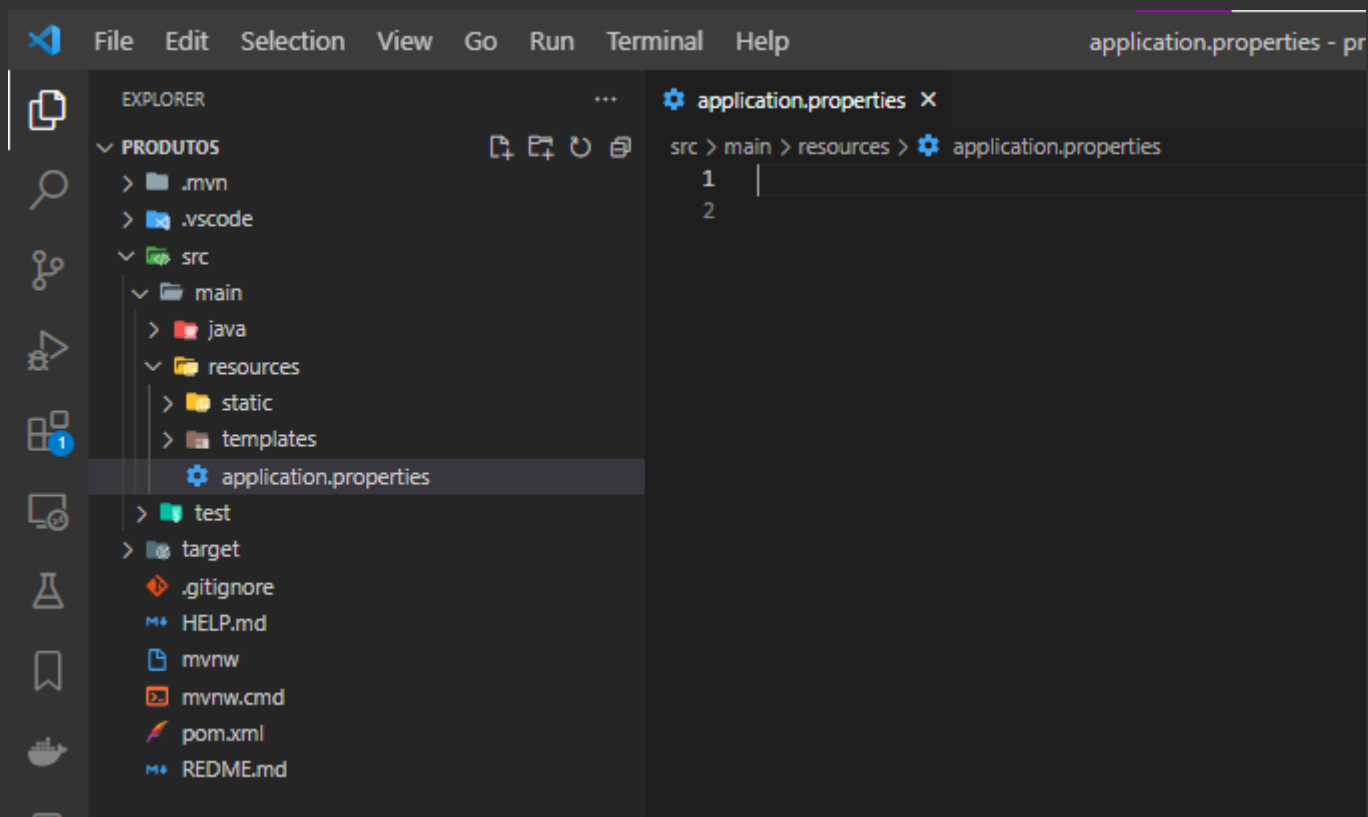 File Edit Selection View Go Run Terminal Help application.properties - pr
EXPLORER
PRODUTOS
.mvn
.vscode
src
main
java
resources
static
templates
application.properties
test
target
.gitignore
HELP.md
mvnw
mvnw.cmd
pom.xml
REDME.md
1
application.properties
src > main > resources > application.properties
1
2